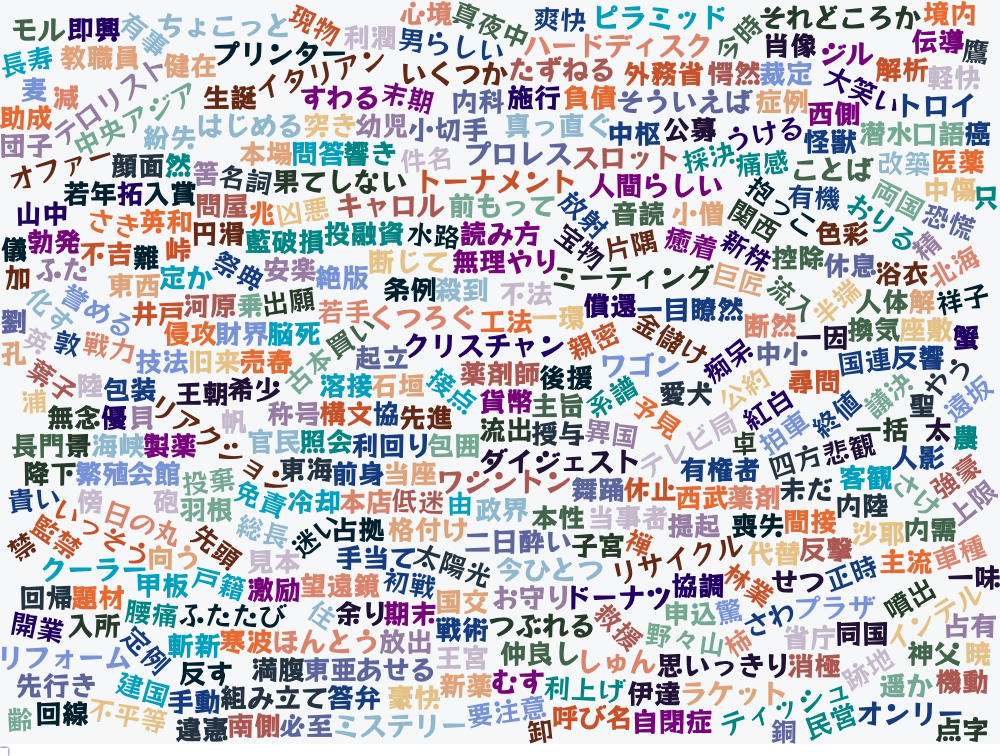 モル 即興 有事 ちょこっと 現物 利潤 心境 真夜中 爽快 ピラミッド 今時 それどころか 境内
長寿 教職員 健在 プリンター 男らしい ハードディスク 肖像 ジル 伝導 鷹
麦 減 テロリスト 中央アジア 生誕 イタリアン いくつか たずねる 外務省 愕然 裁定 大笑い 解析 軽快
助成 すわる 末期 内科 施行 負債 そういえば 症例 西側 トロイ
団子 紛失 はじめる 突き 幼児 小切手 真っ直ぐ 中枢 公募 うける 怪獣 潜水 口語 癌
オファー 顔面 然 本場 問答 響き 件名 プロレス スロット 採決 痛感 ことば 改築 医薬
若年 拓 入賞 筈 名詞 果てしない トーナメント 人間らしい 抱っこ 有機 両国 中傷 只
山中 さき 英和 問屋 兆 凶悪 キャロル 前もって 放射 音読 小僧 関西 おりる 恐慌
儀 勃発 不吉 難 峠 円滑 藍 破損 投融資 水路 読み方 宝物 片隅 癒着 新株 色彩 精
加 ふた 東西 定か 祭典 安楽 絶版 断じて 無理やり ミーティング 巨匠 控除 休息 浴衣 北海
化す 誉める 井戸 河原 乗 出願 条例 殺到 不法 償還 一目瞭然 流入 半端 人体 解 祥子
劉 英 敦 戦力 侵攻 財界 脳死 若手 くつろぐ 工法 一環 金儲け 断然 一因 換気 座敷 蟹
孔 葉子 技法 旧来 売春 古本 買い 起立 クリスチャン 親密 ワゴン 痴呆 中小 国連 反響
浦 陸 包装 王朝 希少 溶接 石垣 接点 薬剤師 後援 系譜 愛犬 公約 尋問 議決 やう 遠坂
無念 優 貝 リアクション 帆 称号 構文 協 先進 貨幣 主旨 予見 紅白 終値 聖
長門 景 海峡 製薬 官民 照会 利回り 包囲 流出 授与 異国 テレビ局 卓 拍車 一括 太 農
降下 繁殖 会館 投棄 東海 前身 当座 ワシントン ダイジェスト 有権者 四方 悲観 人影
貴い 傍 砲 羽根 免責 冷却 本店 低迷 由 政界 舞踊 休止 西武 薬剤 未だ 客観 さけ 強豪
禁 監禁 いっそう 日の丸 先頭 総長 迷い 占拠 格付け 本性 当事者 提起 喪失 間接 内陸 上限
クーラー 向う 見本 手当て 太陽光 二日酔い 子宮 禅 リサイクル 代替 反撃 沙耶 内需 主流 車種
回帰 題材 甲板 戸籍 激励 望遠鏡 初戦 今ひとつ お守り ドーナツ 協調 林業 せつ 正時 一味
開業 入所 腰痛 ふたたび 住 余り 期末 国文 つぶれる 救援 申込 驚 さわ プラザ 噴出 インテル 占有
リフォーム 定例 斬新 寒波 ほんとう 放出 戦術 仲良し 野々山 柿 省庁 同国 神父 暁
先行き 建国 反す 満腹 東亜 あせる 王宮 しゅん 思いっきり 消極 跡地 遥か 機動
齢 回線 不平等 手動 組み立て 答弁 豪快 新薬 むす 利上げ 伊達 ラケット ティッシュ オンリー
違憲 南側 必至 ミステリー 要注意 卸 呼び名 自閉症 銅 民営 点字